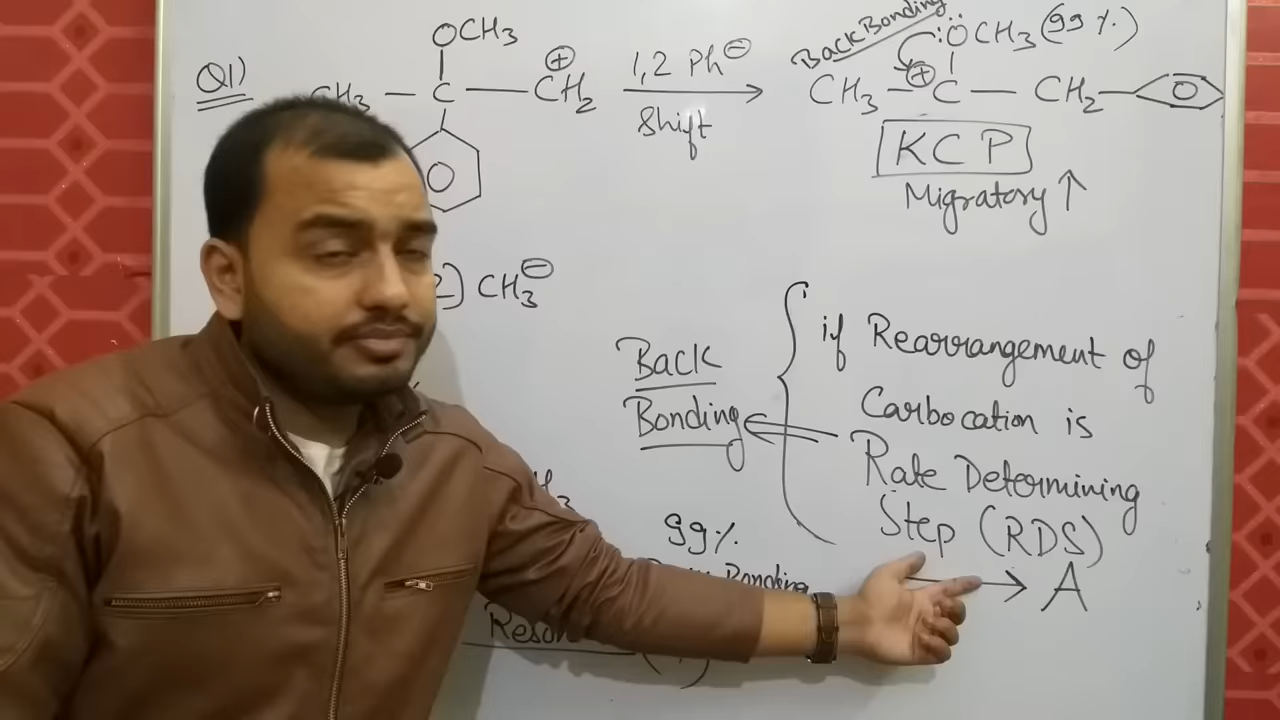 Q1)
OCH3
CH3 — C — CH2 ⊕
1,2 Ph⊖
Shift
Back Bonding
:ÖCH3 (99 %)
CH3 — ⊕C — CH2 —
KCP
Migratory ↑
2) CH3⊖
Back
Bonding
if Rearrangement of
Carbocation is
Rate Determining
Step (RDS)
→ A
99 %
Bonding